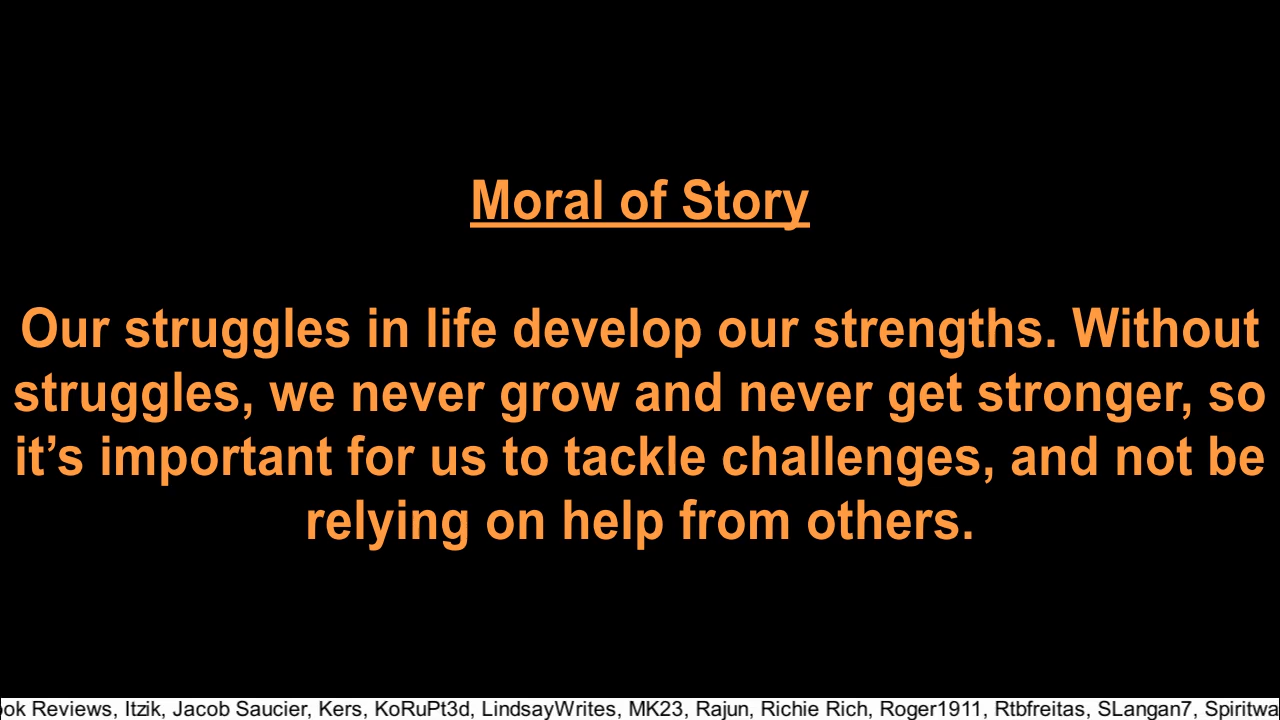 Moral of Story
Our struggles in life develop our strengths. Without
struggles, we never grow and never get stronger, so
it’s important for us to tackle challenges, and not be
relying on help from others.
Reviews, Itzik, Jacob Saucier, Kers, KoRuPt3d, LindsayWrites, MK23, Rajun, Richie Rich, Roger1911, Rtbfreitas, SLangan7,